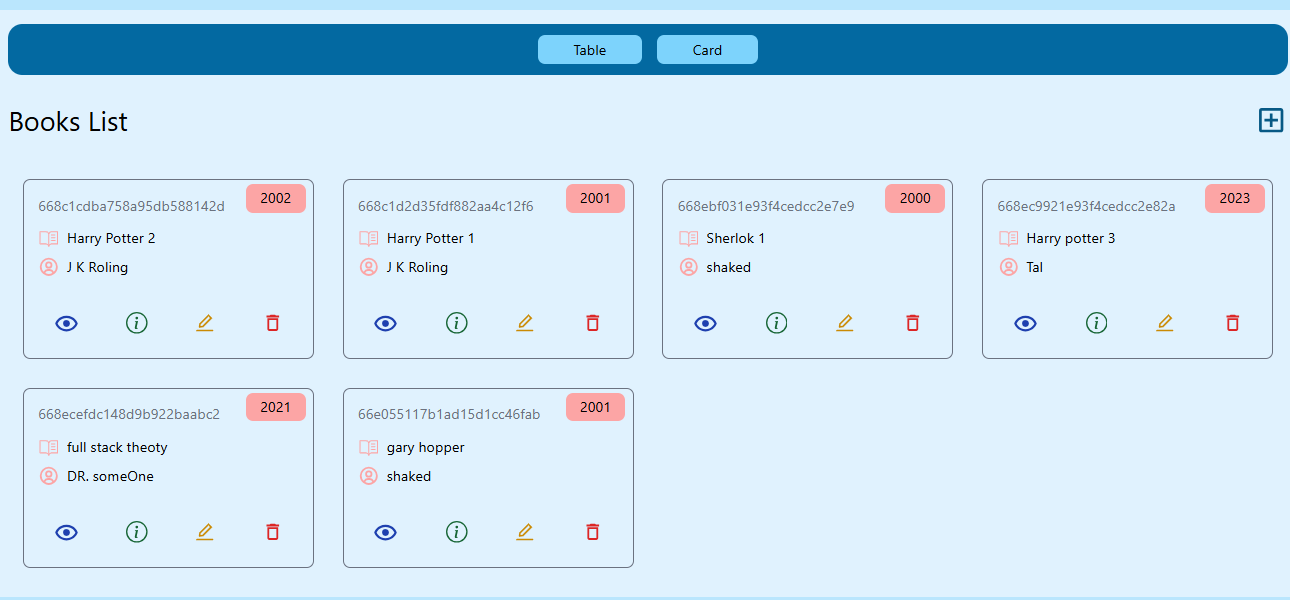 Table Card
Books List
668c1cdba758a95db588142d 2002
Harry Potter 2
J K Roling
668c1d2d35fdf882aa4c12f6 2001
Harry Potter 1
J K Roling
668ebf031e93f4cedcc2e7e9 2000
Sherlok 1
shaked
668ec9921e93f4cedcc2e82a 2023
Harry potter 3
Tal
668ecefdc148d9b922baabc2 2021
full stack theoty
DR. someOne
66e055117b1ad15d1cc46fab 2001
gary hopper
shaked